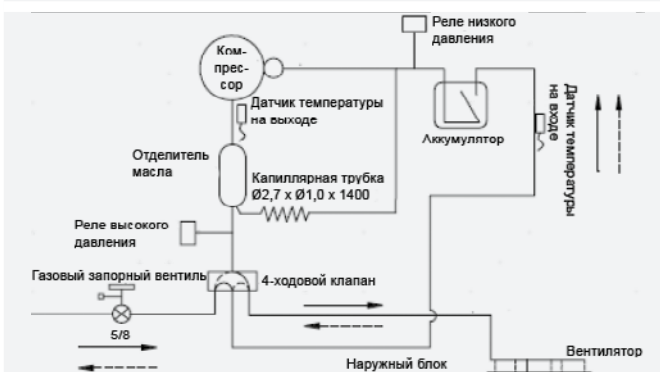 Реле низкого
давления
Ком-
прес-
сор
Датчик температуры
на выходе
Датчик температуры
на входе
Аккумулятор
Отделитель
масла
Капиллярная трубка
Ø2,7 x Ø1,0 x 1400
Реле высокого
давления
Газовый запорный вентиль
4-ходовой клапан
5/8
Наружный блок
Вентилятор